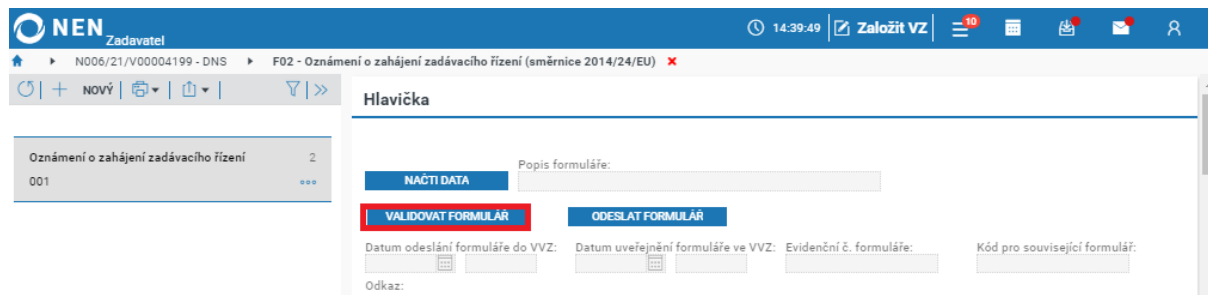 NEN Zadavatel
14:39:49 Založit VZ 10
N006/21/V00004199 - DNS F02 - Oznámení o zahájení zadávacího řízení (směrnice 2014/24/EU)
NOVÝ
Hlavička
Oznámení o zahájení zadávacího řízení 2
001
Popis formuláře:
NAČTI DATA
VALIDOVAT FORMULÁŘ ODESLAT FORMULÁŘ
Datum odeslání formuláře do VVZ: Datum uveřejnění formuláře ve VVZ: Evidenční č. formuláře: Kód pro související formulář:
Odkaz: